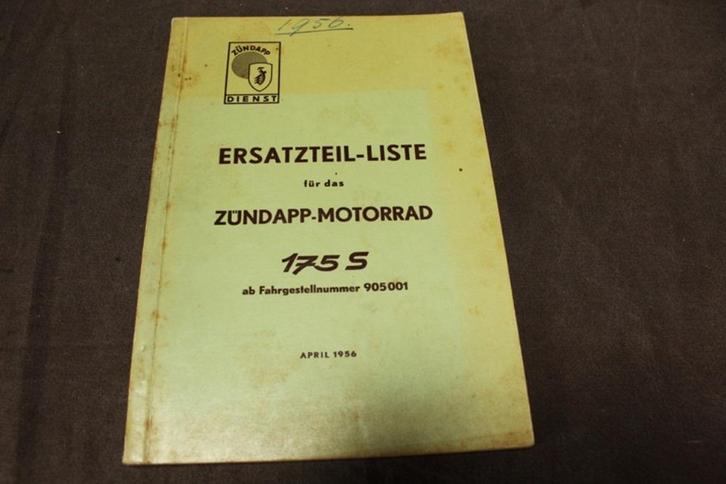 1956.
ZÜNDAPP
DIENST
ERSATZTEIL-LISTE
für das
ZÜNDAPP-MOTORRAD
175 S
ab Fahrgestellnummer 905001
APRIL 1956